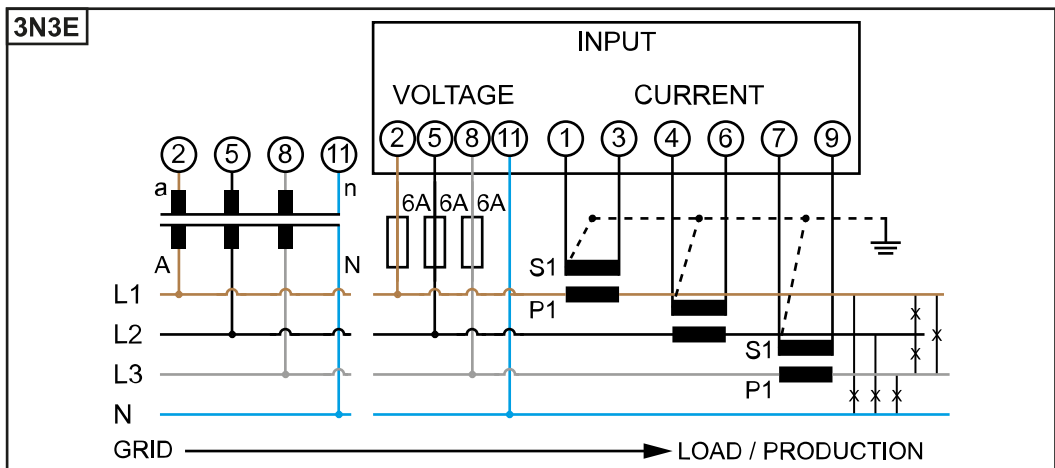 3N3E
INPUT
VOLTAGE CURRENT
2 5 8 11 1 3 4 6 7 9
2 5 8 11
a n
6A 6A 6A
A N
S1
L1
P1
L2
S1
L3
P1
N
GRID LOAD / PRODUCTION